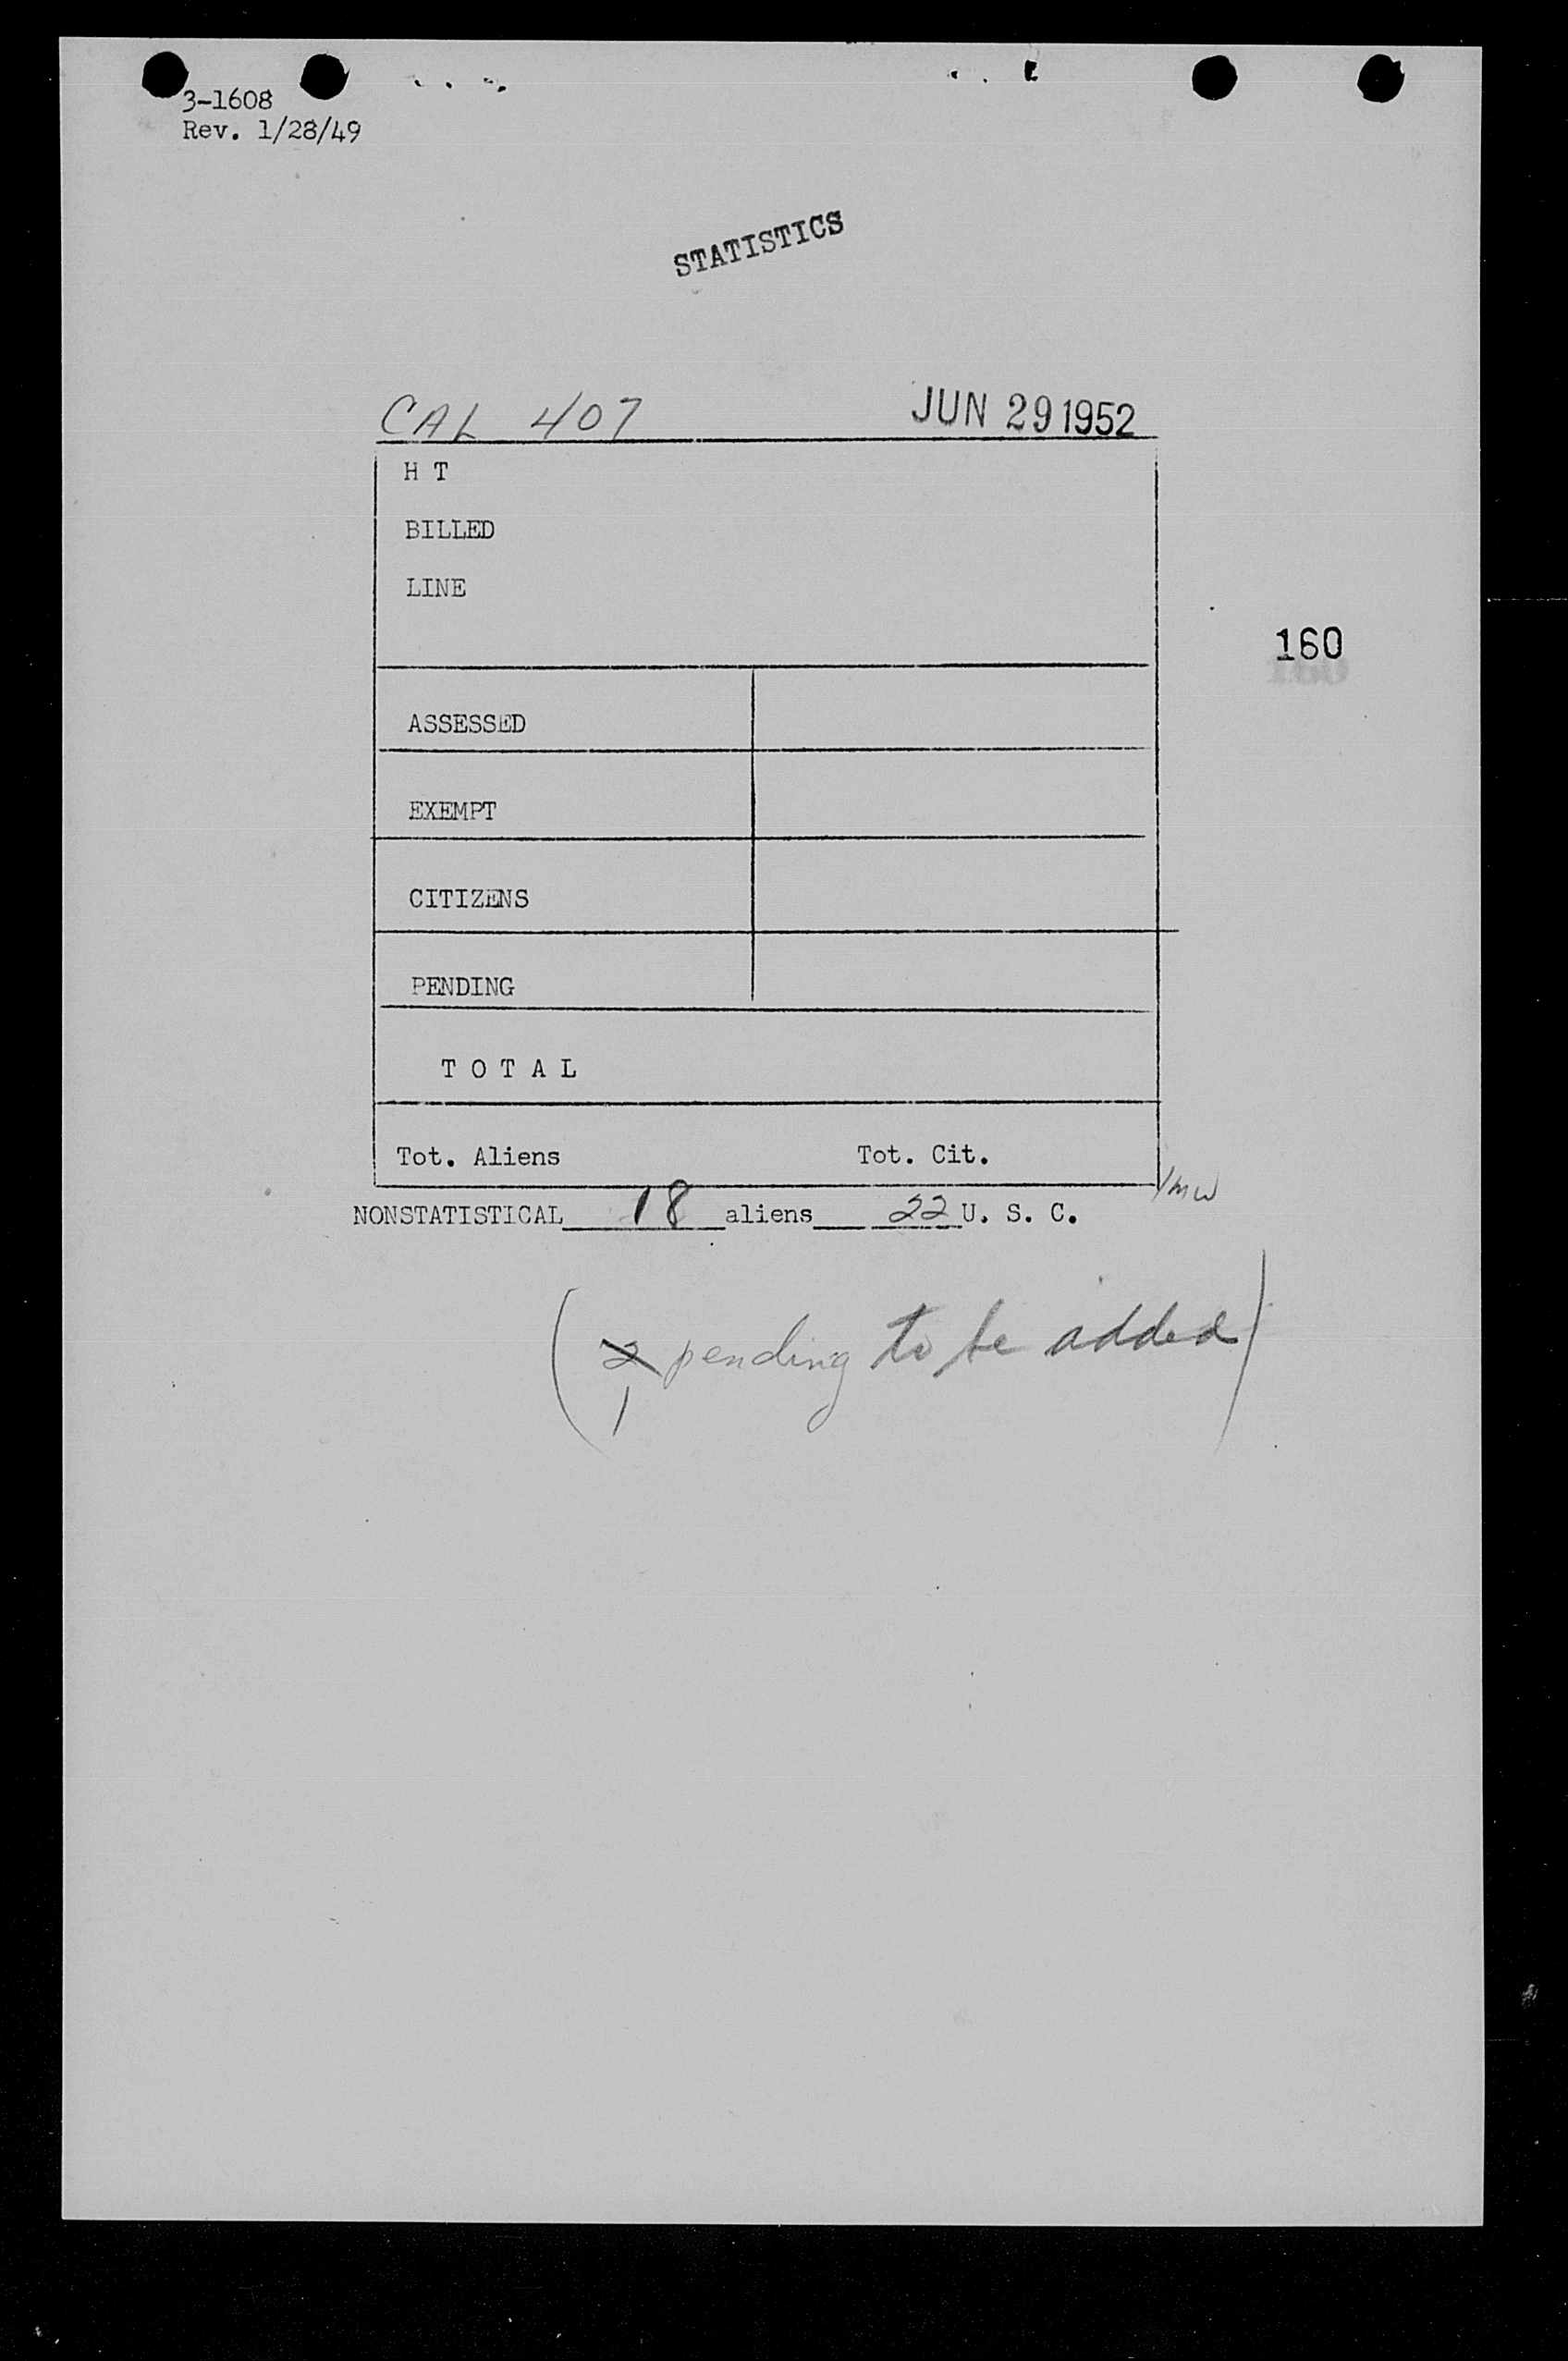 3-1608
Rev. 1/28/49
STATISTICS
CAL 407 JUN 29 1952
H T
BILLED
LINE
160
ASSESSED
EXEMPT
CITIZENS
PENDING
T O T A L
Tot. Aliens Tot. Cit.
NONSTATISTICAL 18 aliens 22 U. S. C.
(2 pending to be added)
1